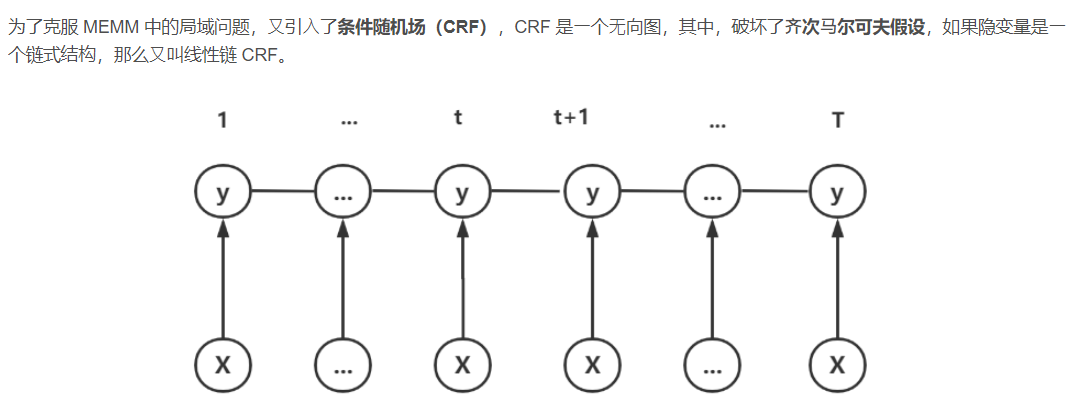 为了克服 MEMM 中的局域问题，又引入了条件随机场（CRF），CRF 是一个无向图，其中，破坏了齐次马尔可夫假设，如果隐变量是一
个链式结构，那么又叫线性链 CRF。
1 ... t t+1 ... T
y ... y y ... y
X ... X X ... X